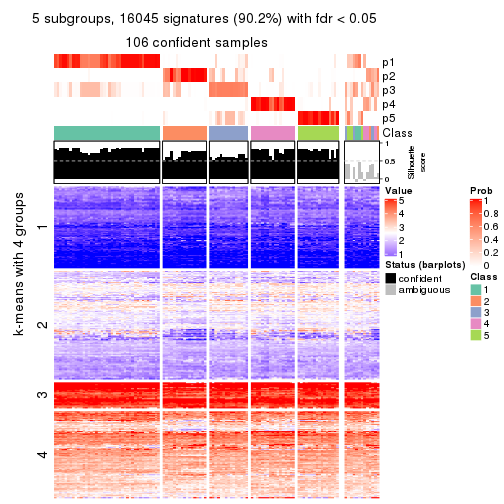 5 subgroups, 16045 signatures (90.2%) with fdr < 0.05
106 confident samples
p1
p2
p3
p4
p5
Class
1
0.5
0
Silhouette
score
k-means with 4 groups
1
2
3
4
Value
5
4
3
2
1
Status (barplots)
confident
ambiguous
Prob
1
0.8
0.6
0.4
0.2
0
Class
1
2
3
4
5